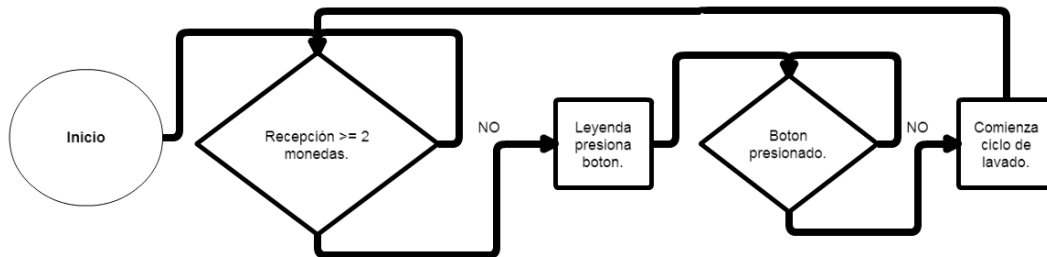 Inicio
Recepción >= 2
monedas.
NO
Leyenda
presiona
boton.
Boton
presionado.
NO
Comienza
ciclo de
lavado.